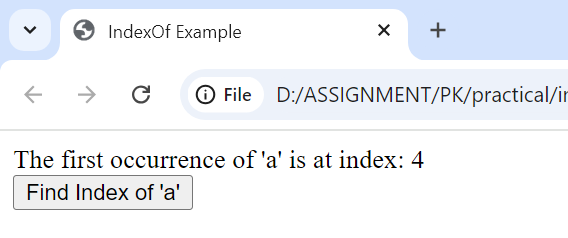 IndexOf Example
File D:/ASSIGNMENT/PK/practical/
The first occurrence of 'a' is at index: 4
Find Index of 'a'